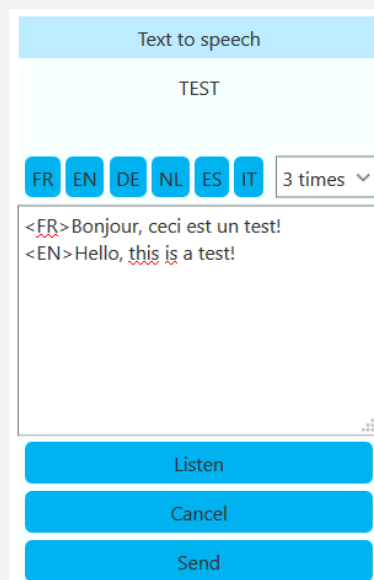 Text to speech
TEST
FR EN DE NL ES IT 3 times
<FR>Bonjour, ceci est un test!
<EN>Hello, this is a test!
Listen
Cancel
Send